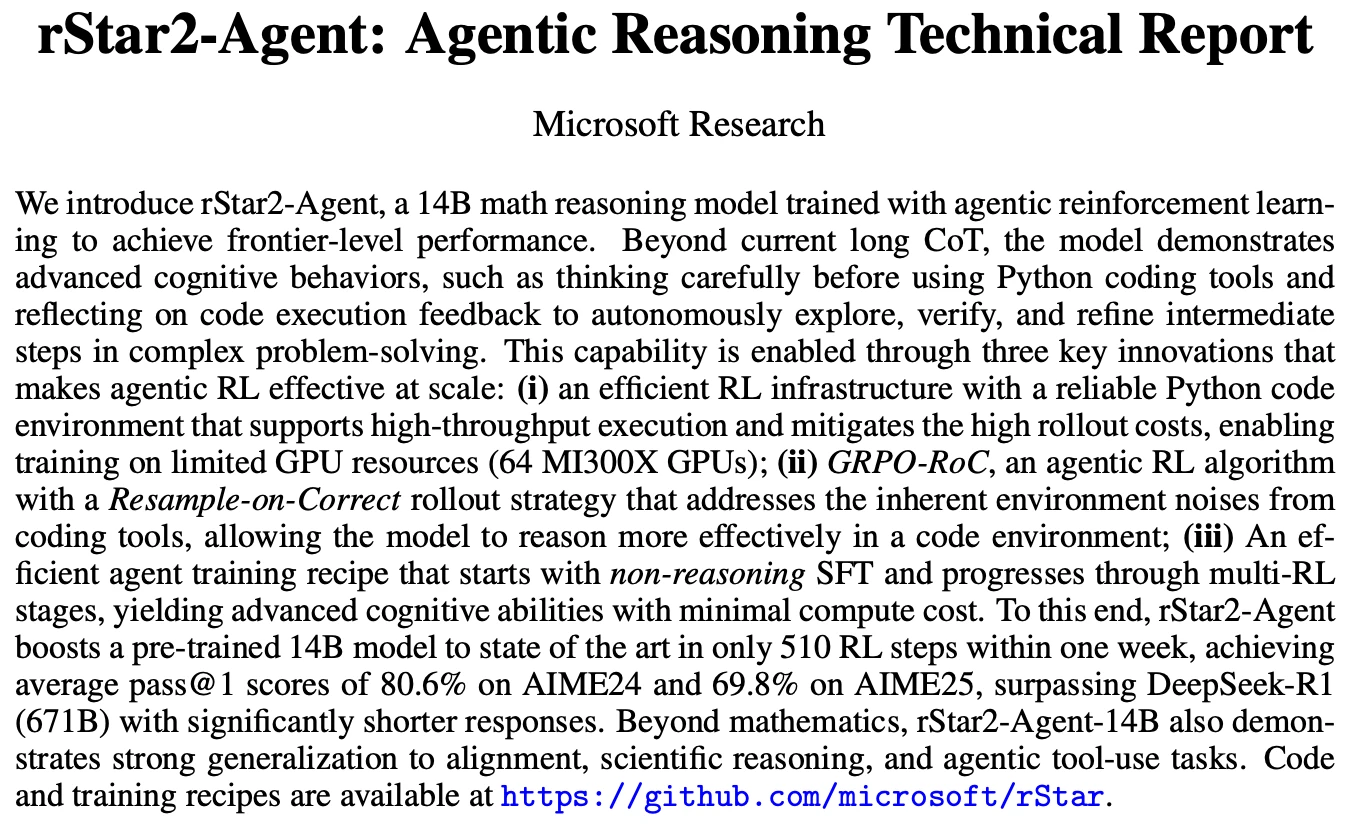 rStar2-Agent: Agentic Reasoning Technical Report
Microsoft Research
We introduce rStar2-Agent, a 14B math reasoning model trained with agentic reinforcement learn-
ing to achieve frontier-level performance. Beyond current long CoT, the model demonstrates
advanced cognitive behaviors, such as thinking carefully before using Python coding tools and
reflecting on code execution feedback to autonomously explore, verify, and refine intermediate
steps in complex problem-solving. This capability is enabled through three key innovations that
makes agentic RL effective at scale: (i) an efficient RL infrastructure with a reliable Python code
environment that supports high-throughput execution and mitigates the high rollout costs, enabling
training on limited GPU resources (64 MI300X GPUs); (ii) GRPO-RoC, an agentic RL algorithm
with a Resample-on-Correct rollout strategy that addresses the inherent environment noises from
coding tools, allowing the model to reason more effectively in a code environment; (iii) An ef-
ficient agent training recipe that starts with non-reasoning SFT and progresses through multi-RL
stages, yielding advanced cognitive abilities with minimal compute cost. To this end, rStar2-Agent
boosts a pre-trained 14B model to state of the art in only 510 RL steps within one week, achieving
average pass@1 scores of 80.6% on AIME24 and 69.8% on AIME25, surpassing DeepSeek-R1
(671B) with significantly shorter responses. Beyond mathematics, rStar2-Agent-14B also demon-
strates strong generalization to alignment, scientific reasoning, and agentic tool-use tasks. Code
and training recipes are available at https://github.com/microsoft/rStar.